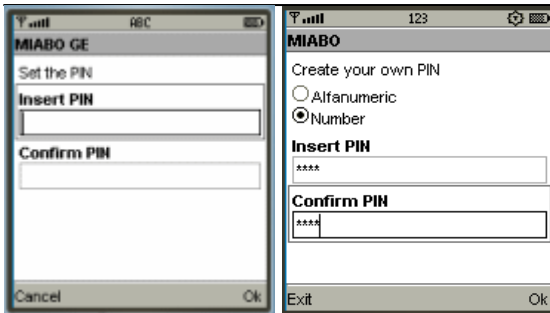 ABC
MIABO GE
Set the PIN
Insert PIN
Confirm PIN
Cancel Ok
123
MIABO
Create your own PIN
Alfanumeric
Number
Insert PIN
****
Confirm PIN
****
Exit Ok